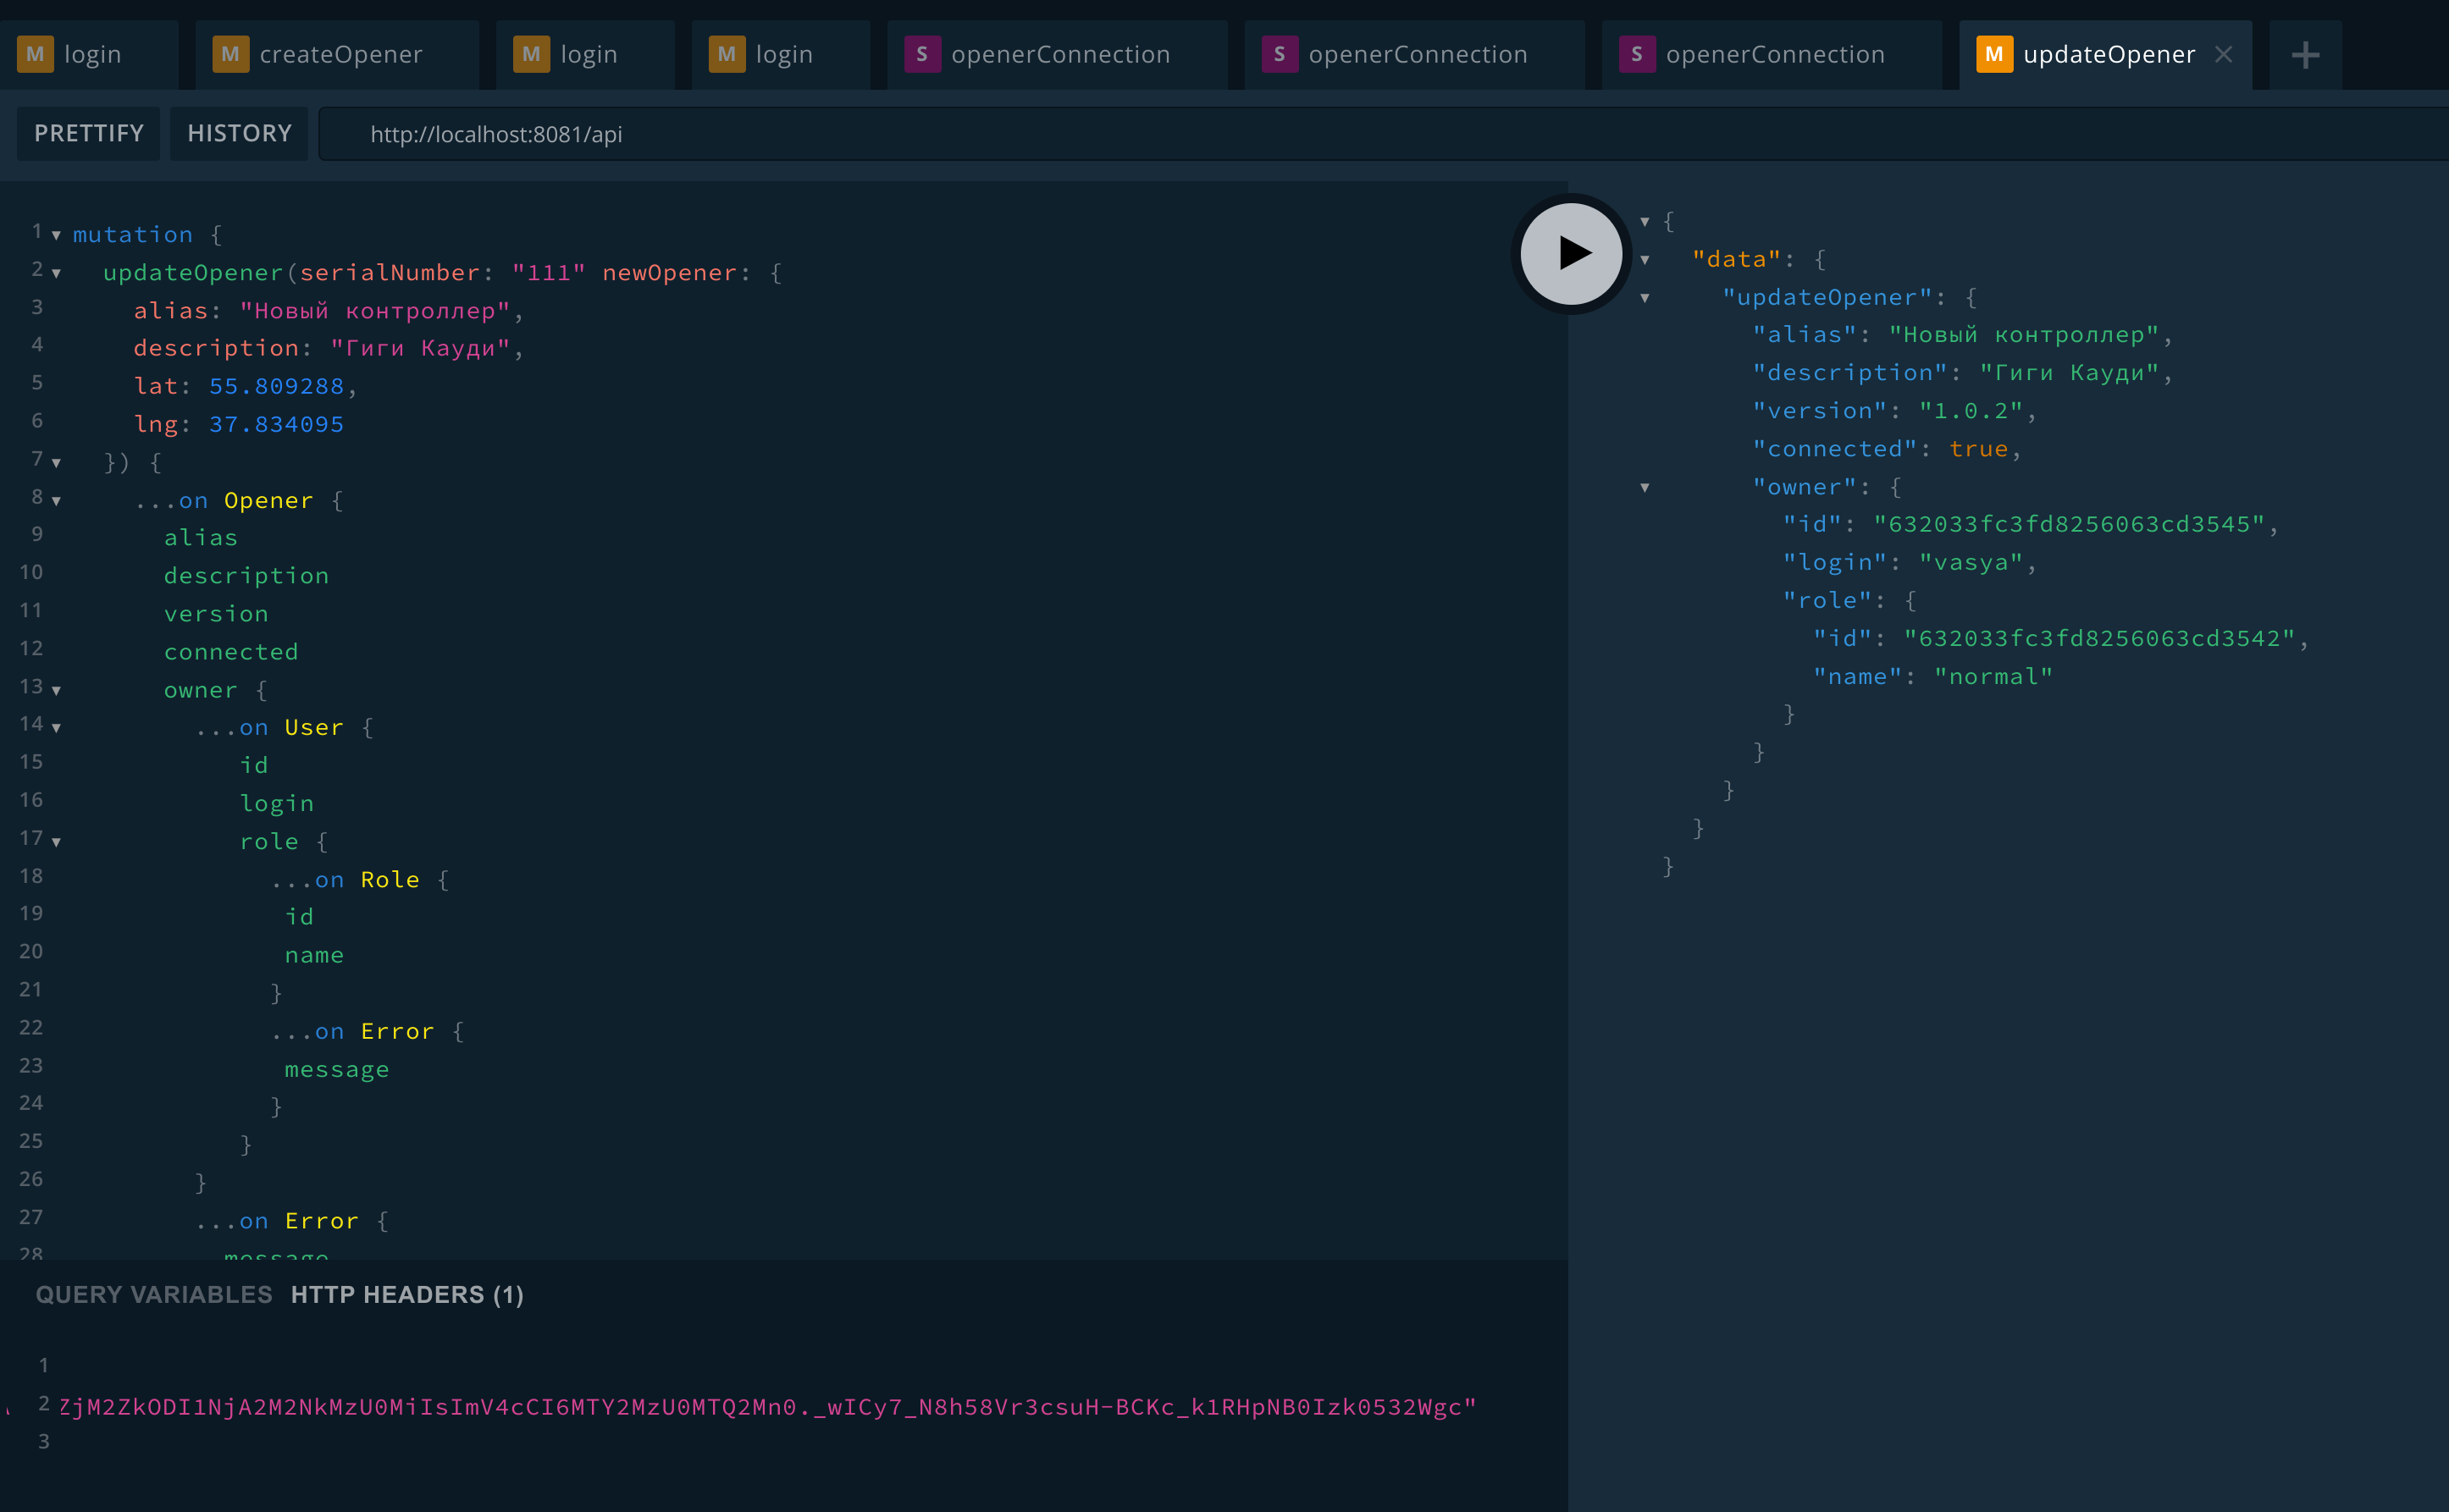 M login M createOpener M login M login S openerConnection S openerConnection S openerConnection M updateOpener
PRETTIFY HISTORY http://localhost:8081/api
1 mutation {
2 updateOpener(serialNumber: "111" newOpener: {
3 alias: "Новый контроллер",
4 description: "Гиги Кауди",
5 lat: 55.809288,
6 lng: 37.834095
7 }) {
8 ...on Opener {
9 alias
10 description
11 version
12 connected
13 owner {
14 ...on User {
15 id
16 login
17 role {
18 ...on Role {
19 id
20 name
21 }
22 ...on Error {
23 message
24 }
25 }
26 }
27 ...on Error {
28 message
QUERY VARIABLES HTTP HEADERS (1)
1
2 ZjM2ZkODI1NjA2M2NkMzU0MiIsImV4cCI6MTY2MzU0MTQ2Mn0._wICy7_N8h58Vr3csuH-BCKc_k1RHpNB0Izk0532Wgc"
3
{
"data": {
"updateOpener": {
"alias": "Новый контроллер",
"description": "Гиги Кауди",
"version": "1.0.2",
"connected": true,
"owner": {
"id": "632033fc3fd8256063cd3545",
"login": "vasya",
"role": {
"id": "632033fc3fd8256063cd3542",
"name": "normal"
}
}
}
}
}